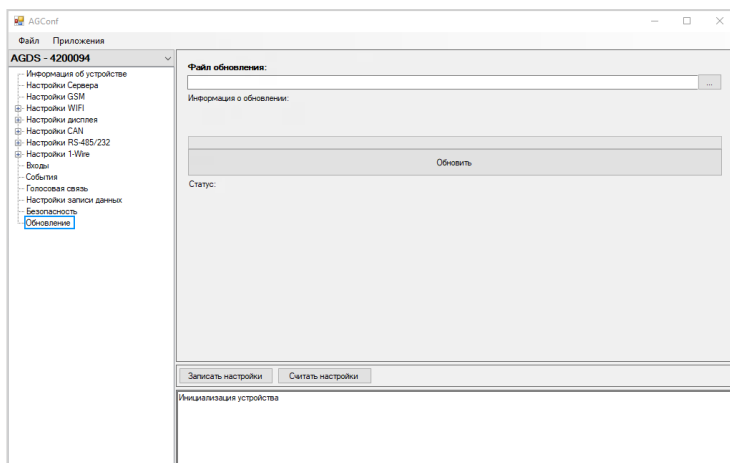 AGConf
Файл Приложения
AGDS - 4200094
Информация об устройстве
Настройки Сервера
Настройки GSM
Настройки WIFI
Настройки дисплея
Настройки CAN
Настройки RS-485/232
Настройки 1-Wire
Входы
События
Голосовая связь
Настройки записи данных
Безопасность
Обновление
Файл обновления:
...
Информация о обновлении:
Обновить
Статус:
Записать настройки Считать настройки
Инициализация устройства